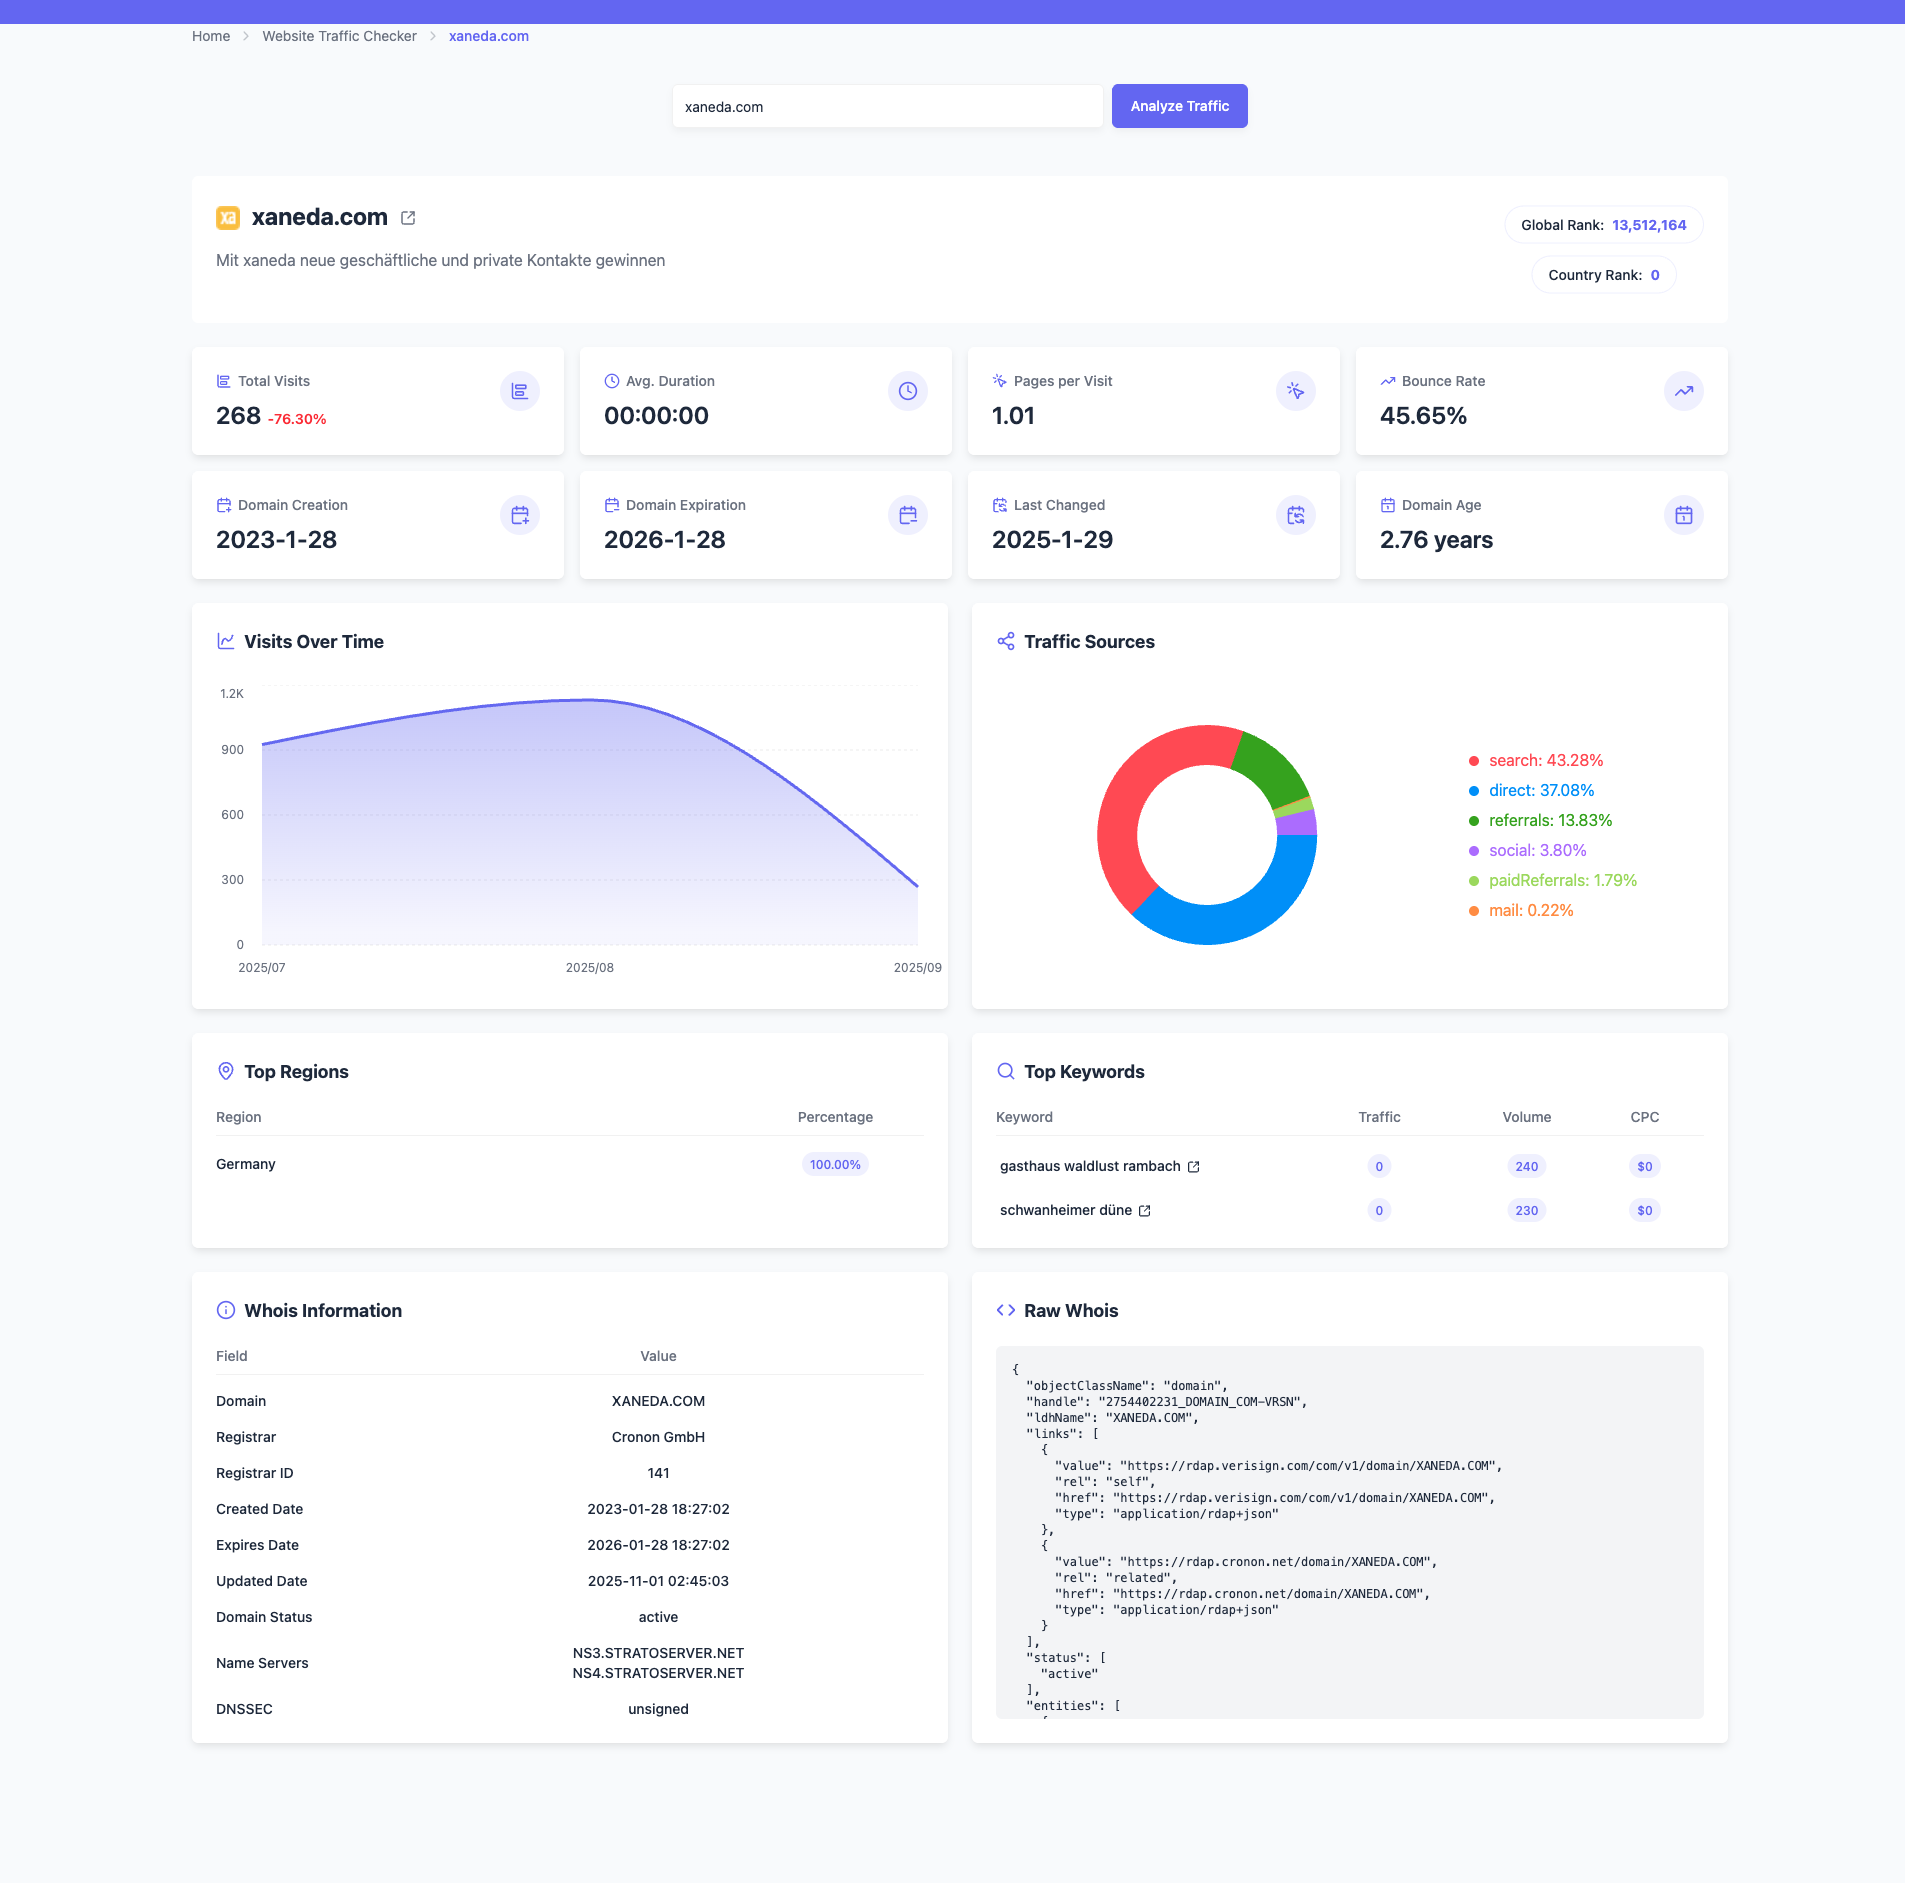 Home
Website Traffic Checker
xaneda.com
xaneda.com
Analyze Traffic
xaneda.com
Mit xaneda neue geschäftliche und private Kontakte gewinnen
Global Rank: 13,512,164
Country Rank: 0
Total Visits
268 -76.30%
Avg. Duration
00:00:00
Pages per Visit
1.01
Bounce Rate
45.65%
Domain Creation
2023-1-28
Domain Expiration
2026-1-28
Last Changed
2025-1-29
Domain Age
2.76 years
Visits Over Time
1.2K
900
600
300
0
2025/07
2025/08
2025/09
Traffic Sources
search: 43.28%
direct: 37.08%
referrals: 13.83%
social: 3.80%
paidReferrals: 1.79%
mail: 0.22%
Top Regions
Region Percentage
Germany 100.00%
Top Keywords
Keyword Traffic Volume CPC
gasthaus waldlust rambach 0 240 $0
schwanheimer düne 0 230 $0
Whois Information
Field Value
Domain XANEDA.COM
Registrar Cronon GmbH
Registrar ID 141
Created Date 2023-01-28 18:27:02
Expires Date 2026-01-28 18:27:02
Updated Date 2025-11-01 02:45:03
Domain Status active
Name Servers NS3.STRATOSERVER.NET
NS4.STRATOSERVER.NET
DNSSEC unsigned
Raw Whois
{
"objectClassName": "domain",
"handle": "2754402231_DOMAIN_COM-VRSN",
"ldhName": "XANEDA.COM",
"links": [
{
"value": "https://rdap.verisign.com/com/v1/domain/XANEDA.COM",
"rel": "self",
"href": "https://rdap.verisign.com/com/v1/domain/XANEDA.COM",
"type": "application/rdap+json"
},
{
"value": "https://rdap.cronon.net/domain/XANEDA.COM",
"rel": "related",
"href": "https://rdap.cronon.net/domain/XANEDA.COM",
"type": "application/rdap+json"
}
],
"status": [
"active"
],
"entities": [